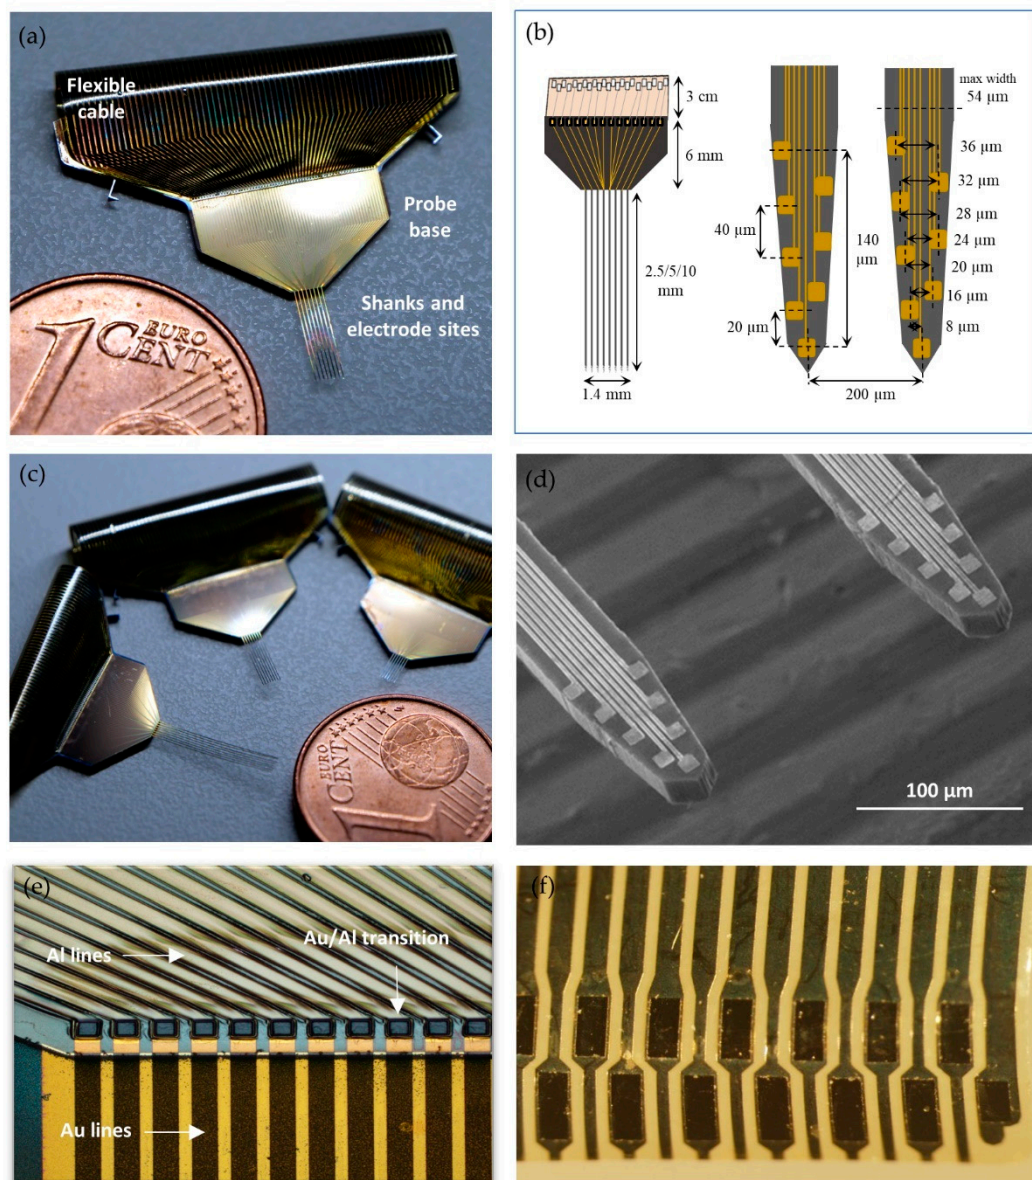 (a)
Flexible
cable
Probe
base
Shanks and
electrode sites
1
EURO
CENT
(b)
3 cm
6 mm
2.5/5/10
mm
1.4 mm
max width
54 µm
36 µm
32 µm
28 µm
24 µm
20 µm
16 µm
8 µm
40 µm
140
µm
20 µm
200 µm
(c)
1
EURO
CENT
(d)
100 µm
(e)
Au/Al transition
Al lines
Au lines
(f)